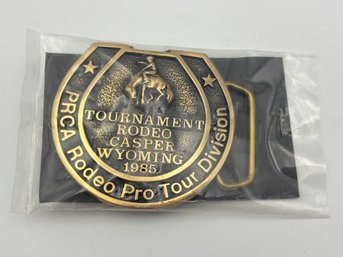 TOURNAMENT
RODEO
CASPER
WYOMING
1985
PRCA Rodeo Pro Tour Division